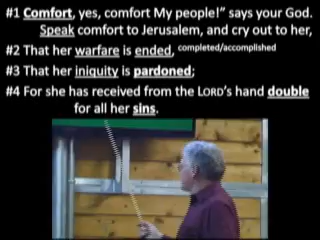 #1 Comfort, yes, comfort My people!” says your God.
Speak comfort to Jerusalem, and cry out to her,
#2 That her warfare is ended, completed/accomplished
#3 That her iniquity is pardoned;
#4 For she has received from the LORD’s hand double
for all her sins.